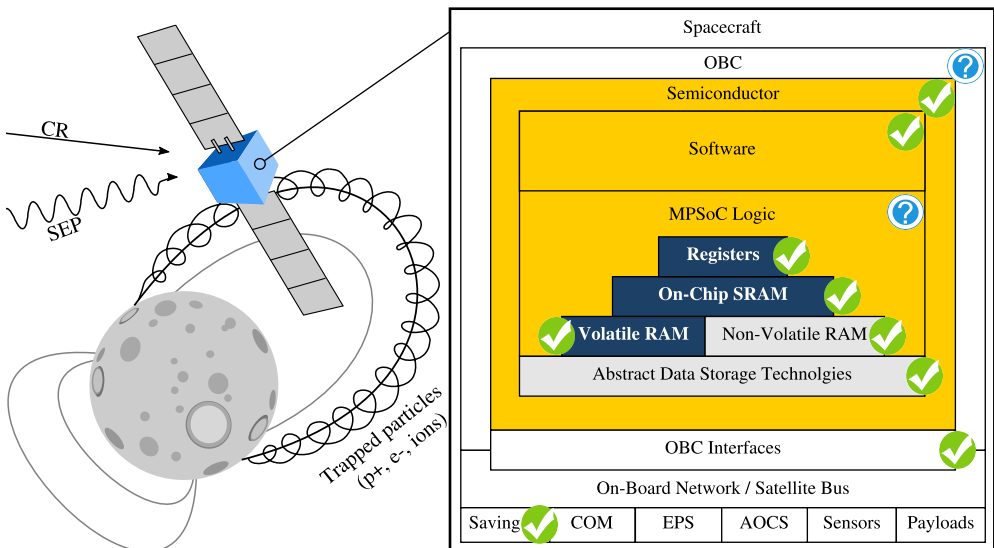 CR
SEP
Trapped particles
(p+, e-, ions)
Spacecraft
OBC
?
Semiconductor
Software
MPSoC Logic
?
Registers
On-Chip SRAM
Volatile RAM
Non-Volatile RAM
Abstract Data Storage Technolgies
OBC Interfaces
On-Board Network / Satellite Bus
Saving
COM
EPS
AOCS
Sensors
Payloads